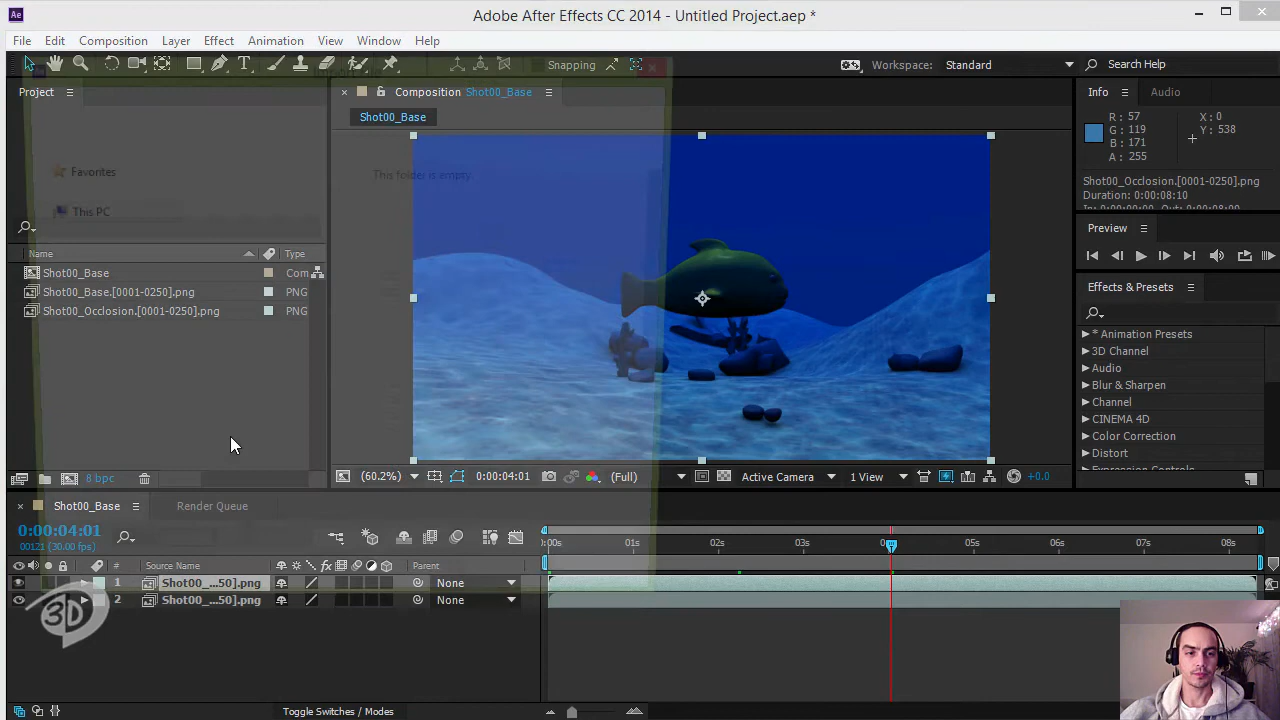 Adobe After Effects CC 2014 - Untitled Project.aep *
File Edit Composition Layer Effect Animation View Window Help
Snapping
Workspace: Standard
Search Help
Project
Composition Shot00_Base
Shot00_Base
Info Audio
R : 57
G : 119
B : 171
A : 255
X : 0
Y : 538
Shot00_Occlusion.[0001-0250].png
Duration: 0:00:08:10
Favorites
This PC
This folder is empty.
Name Type
Shot00_Base Com
Shot00_Base.[0001-0250].png PNG
Shot00_Occlusion.[0001-0250].png PNG
8 bpc
(60.2%) 0:00:04:01 (Full) Active Camera 1 View +0.0
Preview
Effects & Presets
* Animation Presets
3D Channel
Audio
Blur & Sharpen
Channel
CINEMA 4D
Color Correction
Distort
Expression Controls
Shot00_Base Render Queue
0:00:04:01
00121 (30.00 fps)
# Source Name fx Parent
1 Shot00_...50].png None
2 Shot00_...50].png None
:00s 01s 02s 03s 05s 06s 07s 08s
3D
Toggle Switches / Modes